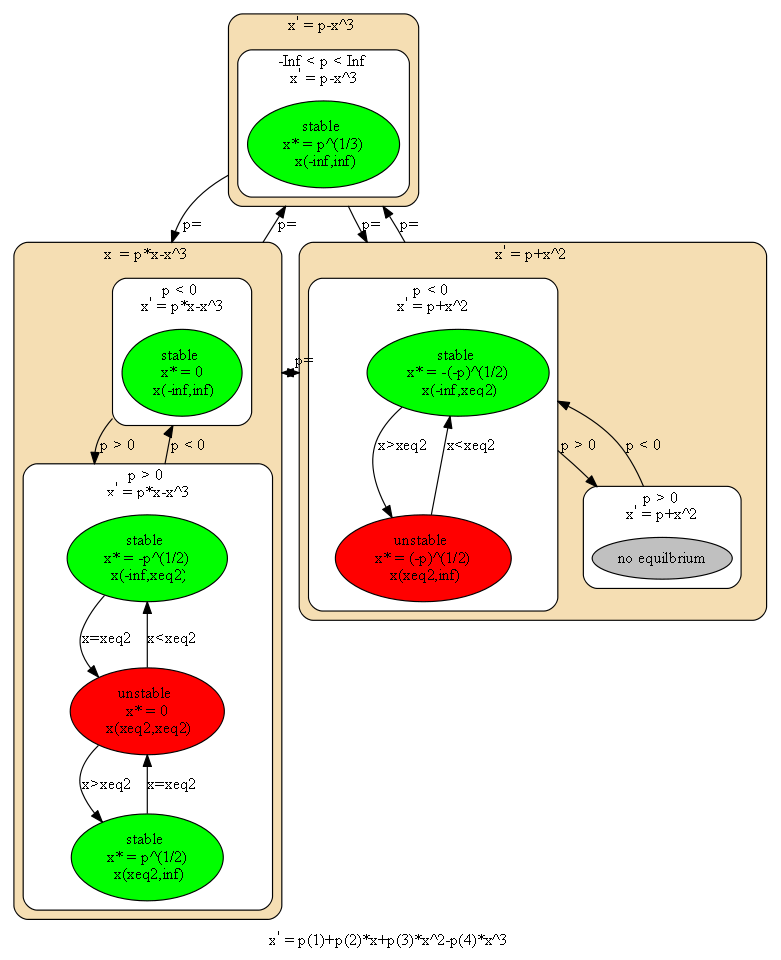 x' = p-x^3
-Inf < p < Inf
x' = p-x^3
stable
x* = p^(1/3)
x(-inf,inf)
p=
p=
p=
p=
x = p*x-x^3
p < 0
x' = p*x-x^3
stable
x* = 0
x(-inf,inf)
p > 0
p < 0
p > 0
x' = p*x-x^3
stable
x* = -p^(1/2)
x(-inf,xeq2)
x=xeq2
x<xeq2
unstable
x* = 0
x(xeq2,xeq2)
x>xeq2
x=xeq2
stable
x* = p^(1/2)
x(xeq2,inf)
p=
x' = p+x^2
p < 0
x' = p+x^2
stable
x* = -(-p)^(1/2)
x(-inf,xeq2)
x>xeq2
x<xeq2
unstable
x* = (-p)^(1/2)
x(xeq2,inf)
p > 0
p < 0
p > 0
x' = p+x^2
no equilbrium
x' = p(1)+p(2)*x+p(3)*x^2-p(4)*x^3